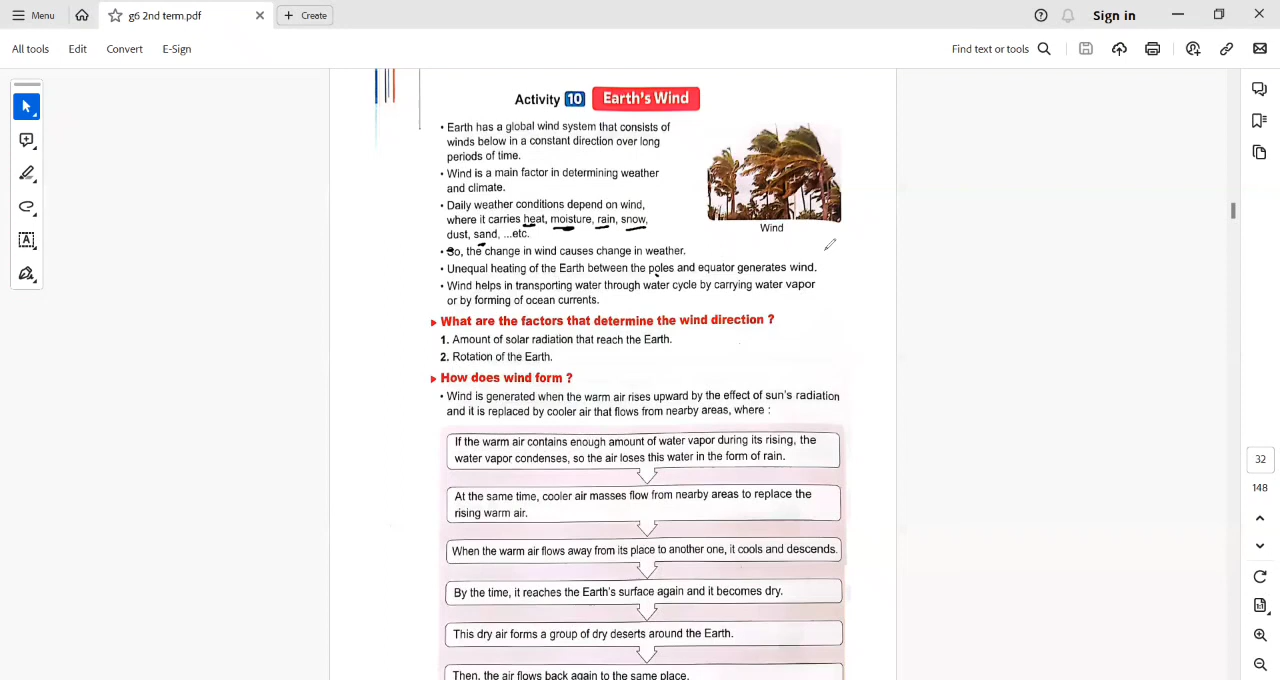 Menu
g6 2nd term.pdf
Create
Sign in
All tools
Edit
Convert
E-Sign
Find text or tools
Activity 10 Earth's Wind
• Earth has a global wind system that consists of
winds below in a constant direction over long
periods of time.
• Wind is a main factor in determining weather
and climate.
• Daily weather conditions depend on wind,
where it carries heat, moisture, rain, snow,
dust, sand, ...etc.
Wind
• So, the change in wind causes change in weather.
• Unequal heating of the Earth between the poles and equator generates wind.
• Wind helps in transporting water through water cycle by carrying water vapor
or by forming of ocean currents.
What are the factors that determine the wind direction ?
1. Amount of solar radiation that reach the Earth.
2. Rotation of the Earth.
How does wind form ?
• Wind is generated when the warm air rises upward by the effect of sun's radiation
and it is replaced by cooler air that flows from nearby areas, where :
If the warm air contains enough amount of water vapor during its rising, the
water vapor condenses, so the air loses this water in the form of rain.
At the same time, cooler air masses flow from nearby areas to replace the
rising warm air.
When the warm air flows away from its place to another one, it cools and descends.
By the time, it reaches the Earth's surface again and it becomes dry.
This dry air forms a group of dry deserts around the Earth.
Then, the air flows back again to the same place.
32
148